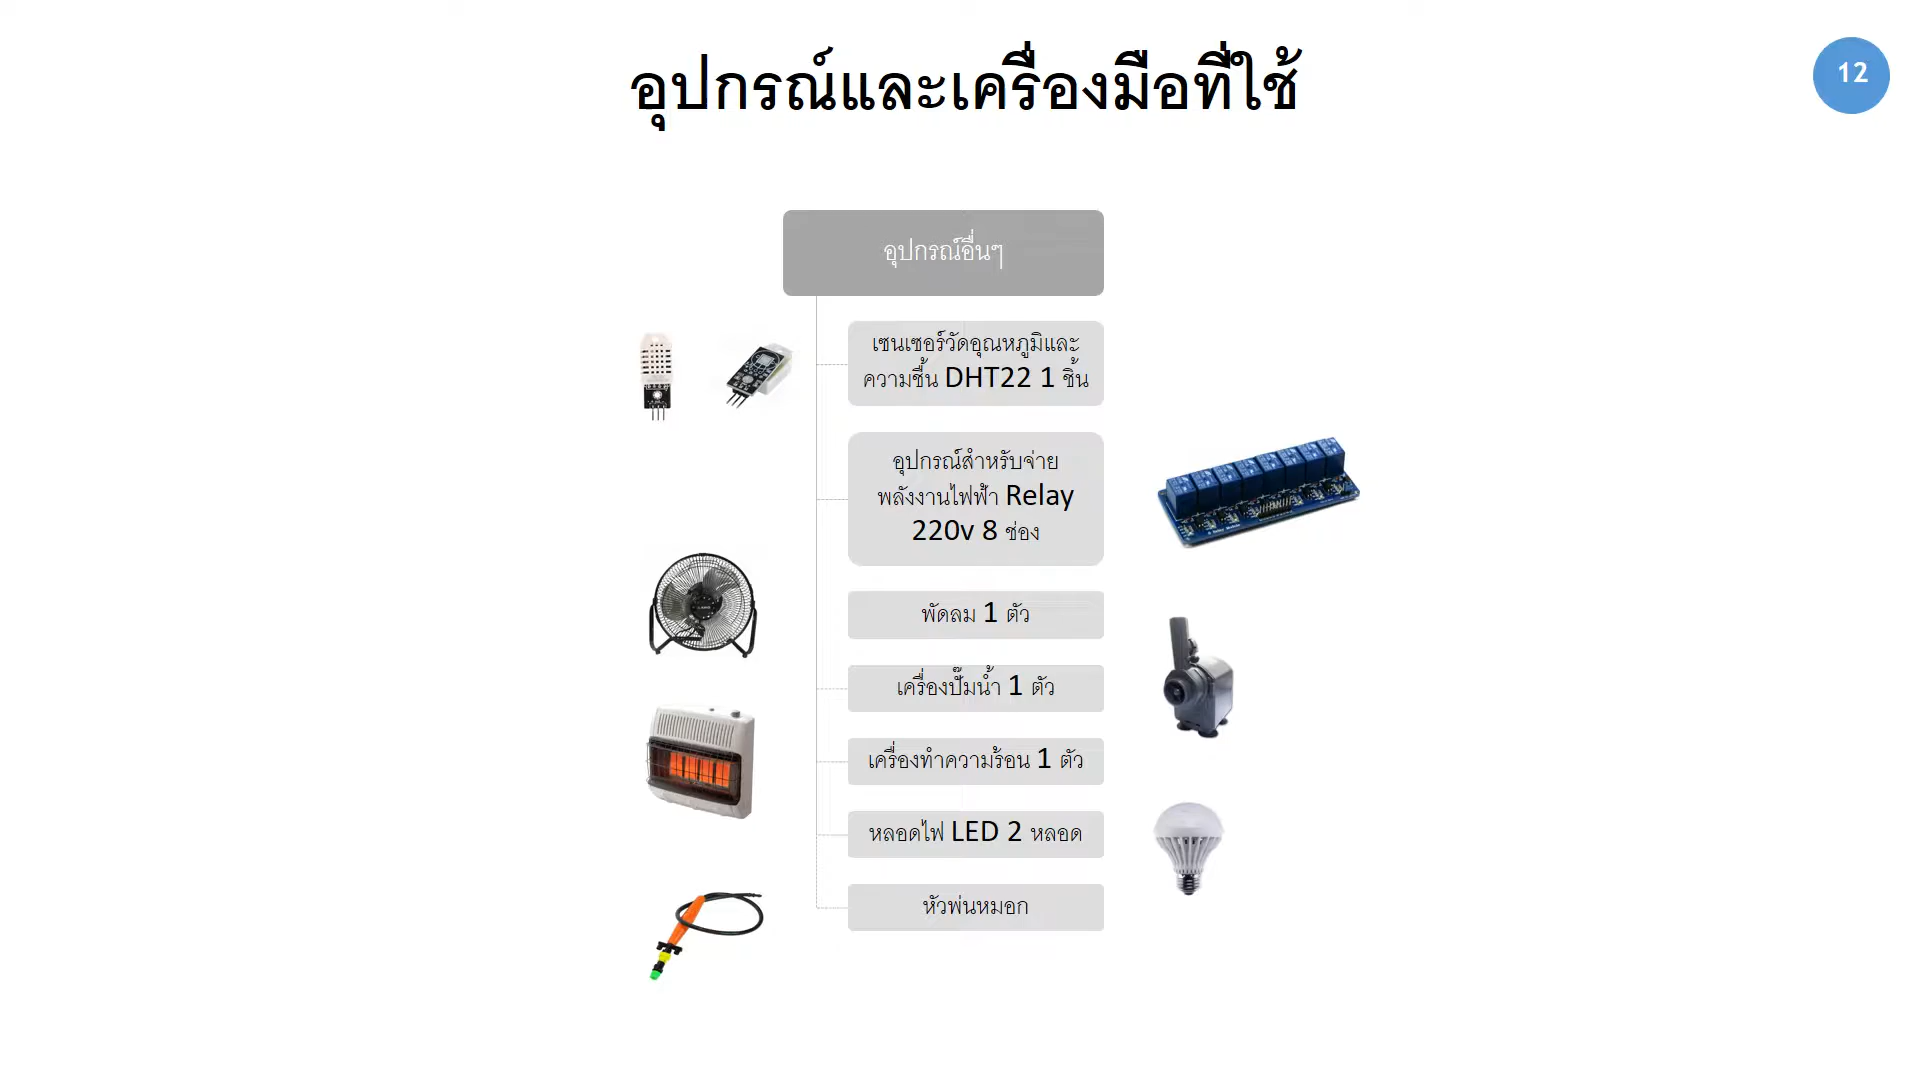 อุปกรณ์และเครื่องมือที่ใช้
12
อุปกรณ์อื่นๆ
เซนเซอร์วัดอุณหภูมิและ
ความชื้น DHT22 1 ชิ้น
อุปกรณ์สำหรับจ่าย
พลังงานไฟฟ้า Relay
220v 8 ช่อง
พัดลม 1 ตัว
เครื่องปั๊มน้ำ 1 ตัว
เครื่องทำความร้อน 1 ตัว
หลอดไฟ LED 2 หลอด
หัวพ่นหมอก